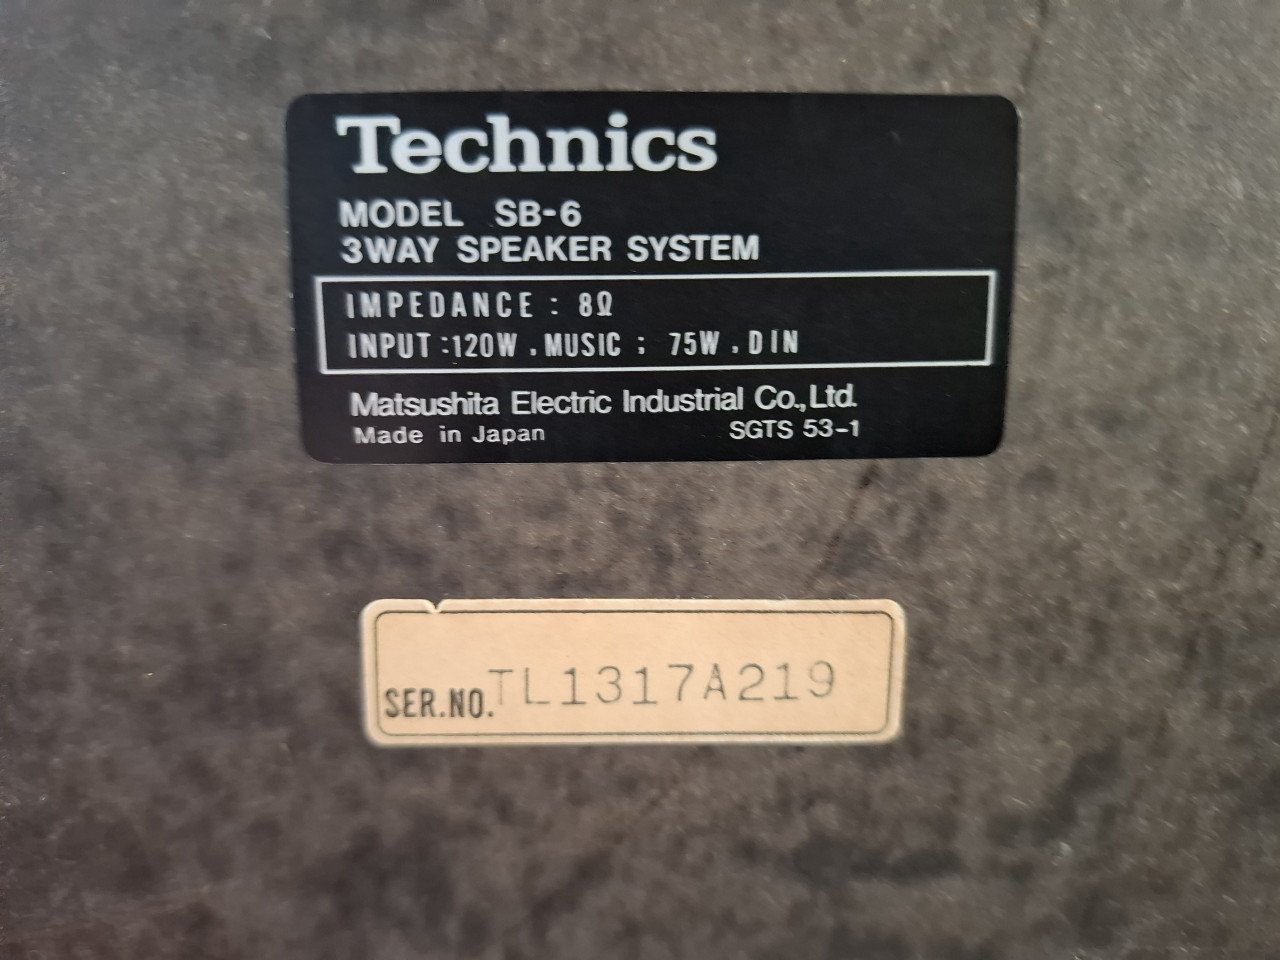 Technics
MODEL SB-6
3WAY SPEAKER SYSTEM
IMPEDANCE : 8Ω
INPUT :120W . MUSIC ; 75W . DIN
Matsushita Electric Industrial Co., Ltd.
Made in Japan SGTS 53-1
SER.NO. TL1317A219